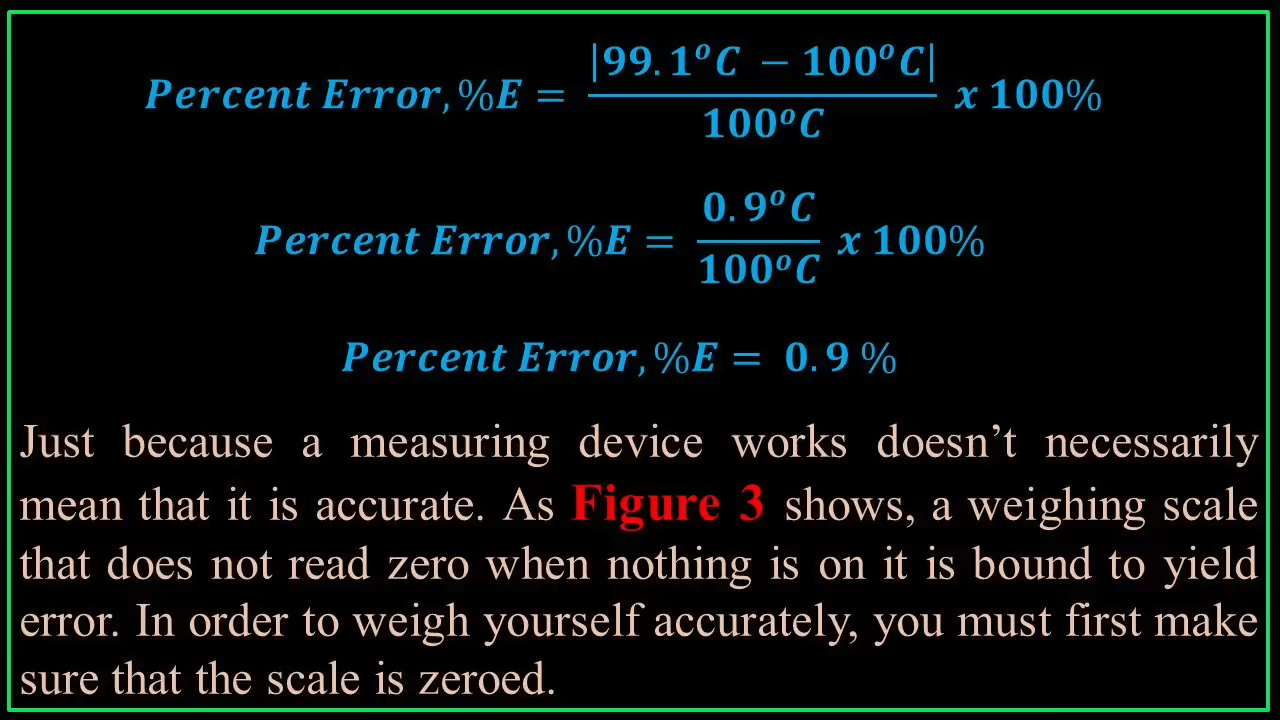 Percent Error, %E = |99.1°C − 100°C| / 100°C x 100%
Percent Error, %E = 0.9°C / 100°C x 100%
Percent Error, %E = 0.9 %
Just because a measuring device works doesn’t necessarily
mean that it is accurate. As Figure 3 shows, a weighing scale
that does not read zero when nothing is on it is bound to yield
error. In order to weigh yourself accurately, you must first make
sure that the scale is zeroed.